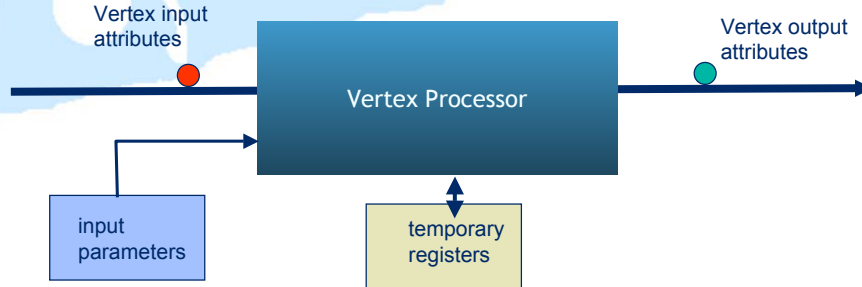 Vertex input
attributes
Vertex output
attributes
Vertex Processor
input
parameters
temporary
registers